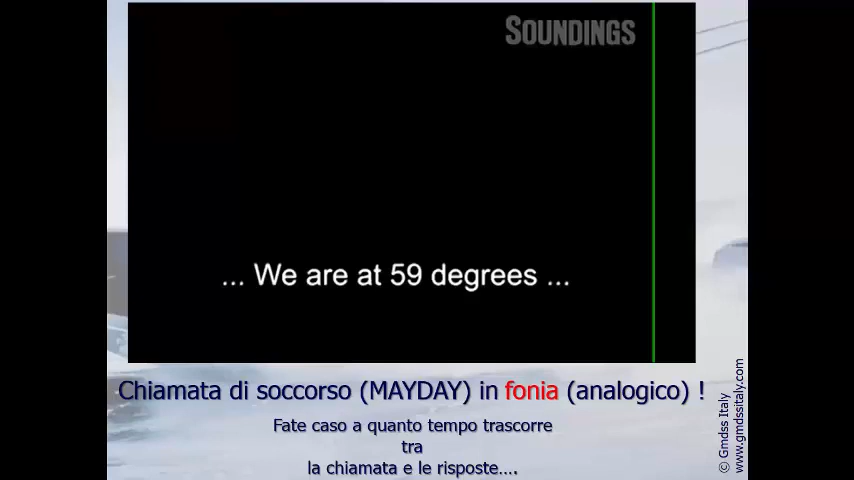 SOUNDINGS
... We are at 59 degrees ...
Chiamata di soccorso (MAYDAY) in fonia (analogico) !
Fate caso a quanto tempo trascorre
tra
la chiamata e le risposte....
© Gmdss Italy
www.gmdssitaly.com